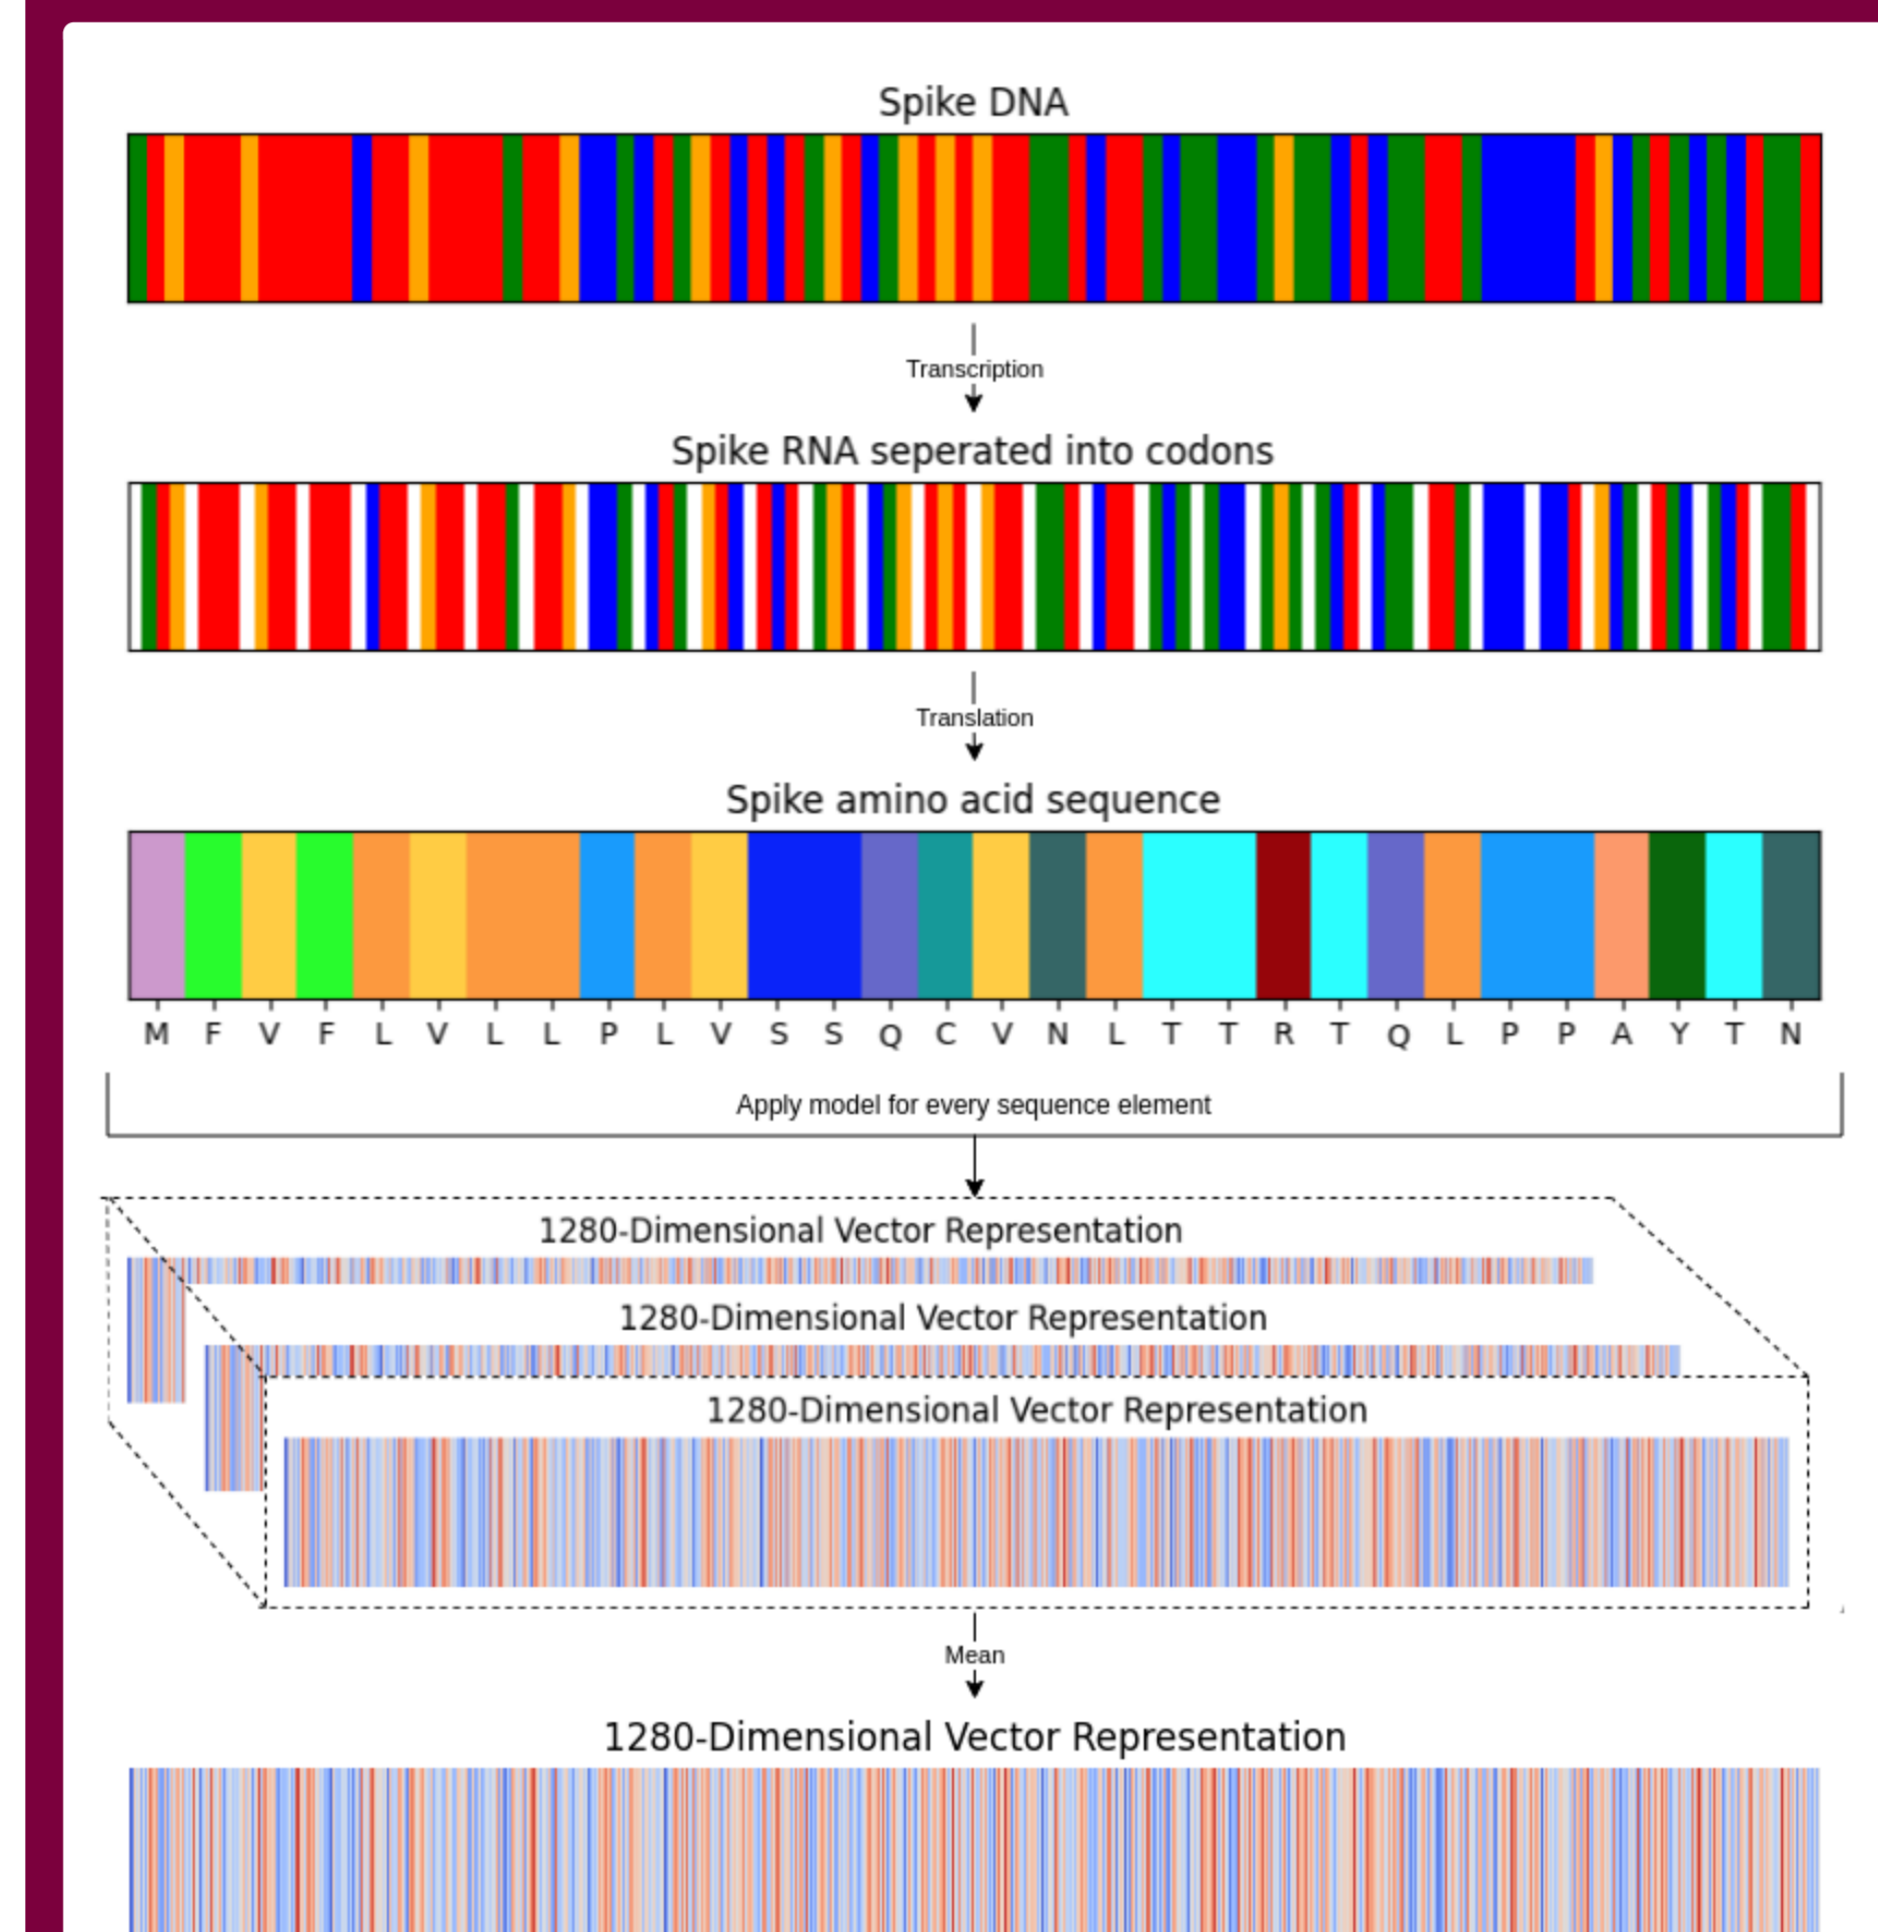 Spike DNA
Transcription
Spike RNA seperated into codons
Translation
Spike amino acid sequence
M F V F L V L L P L V S S Q C V N L T T R T Q L P P A Y T N
Apply model for every sequence element
1280-Dimensional Vector Representation
1280-Dimensional Vector Representation
1280-Dimensional Vector Representation
Mean
1280-Dimensional Vector Representation